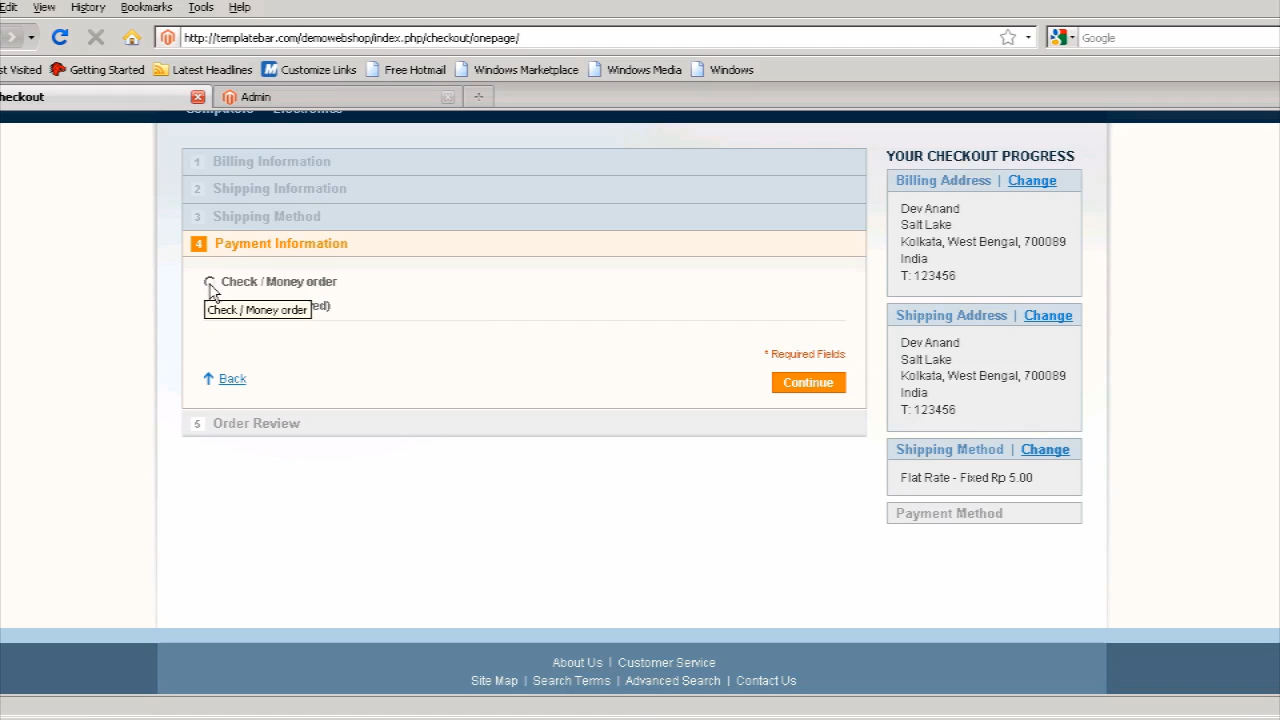 Edit View History Bookmarks Tools Help
http://templatebar.com/demowebshop/index.php/checkout/onepage/ Google
st Visited Getting Started Latest Headlines Customize Links Free Hotmail Windows Marketplace Windows Media Windows
heckout Admin
Computers Electronics
1 Billing Information
2 Shipping Information
3 Shipping Method
4 Payment Information
Check / Money order
Check / Money order ed)
* Required Fields
Back
Continue
5 Order Review
YOUR CHECKOUT PROGRESS
Billing Address | Change
Dev Anand
Salt Lake
Kolkata, West Bengal, 700089
India
T: 123456
Shipping Address | Change
Dev Anand
Salt Lake
Kolkata, West Bengal, 700089
India
T: 123456
Shipping Method | Change
Flat Rate - Fixed Rp 5.00
Payment Method
About Us | Customer Service
Site Map | Search Terms | Advanced Search | Contact Us